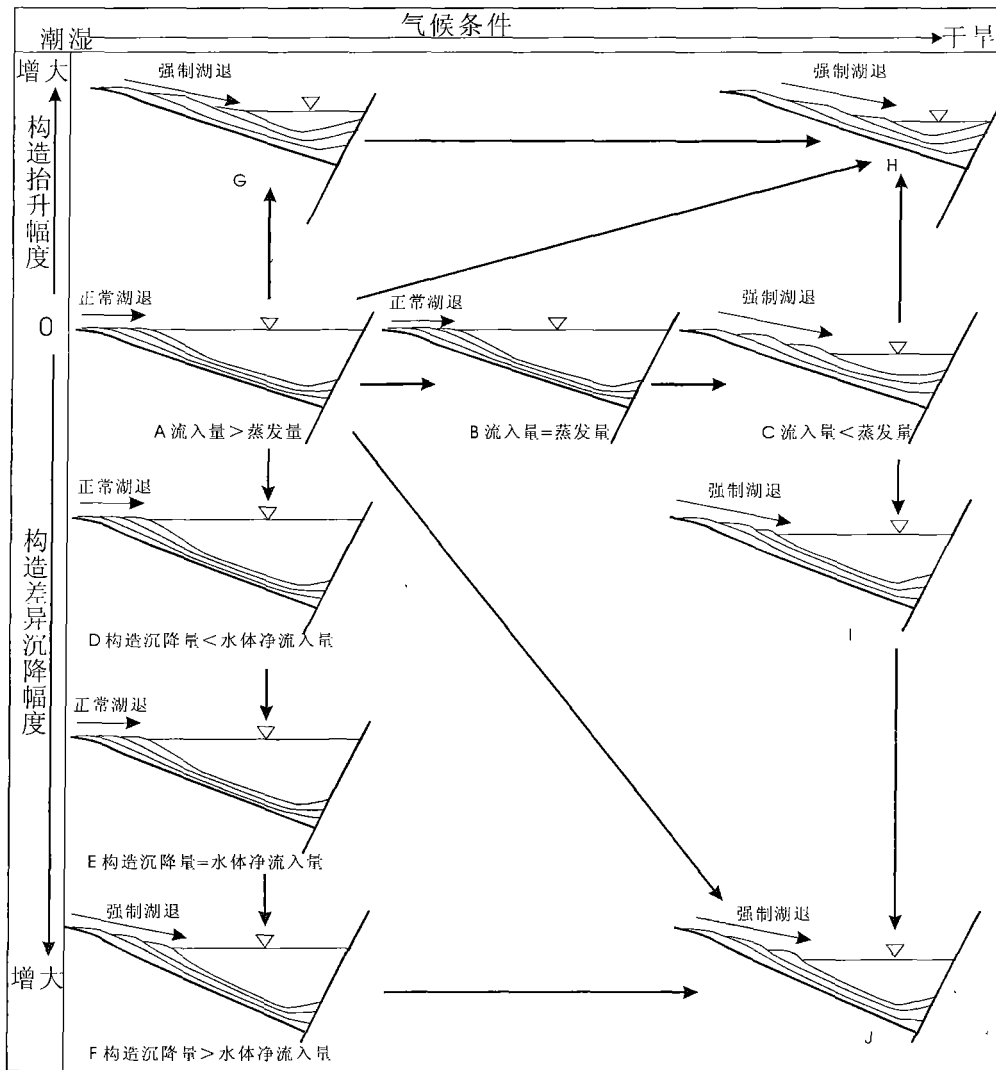 气候条件
潮湿
干旱
增大
构造抬升幅度
0
构造差异沉降幅度
增大
强制湖退
G
强制湖退
H
正常湖退
A 流入量>蒸发量
正常湖退
B 流入量=蒸发量
强制湖退
C 流入量<蒸发量
正常湖退
D 构造沉降量<水体净流入量
强制湖退
I
正常湖退
E 构造沉降量=水体净流入量
强制湖退
F 构造沉降量>水体净流入量
强制湖退
J